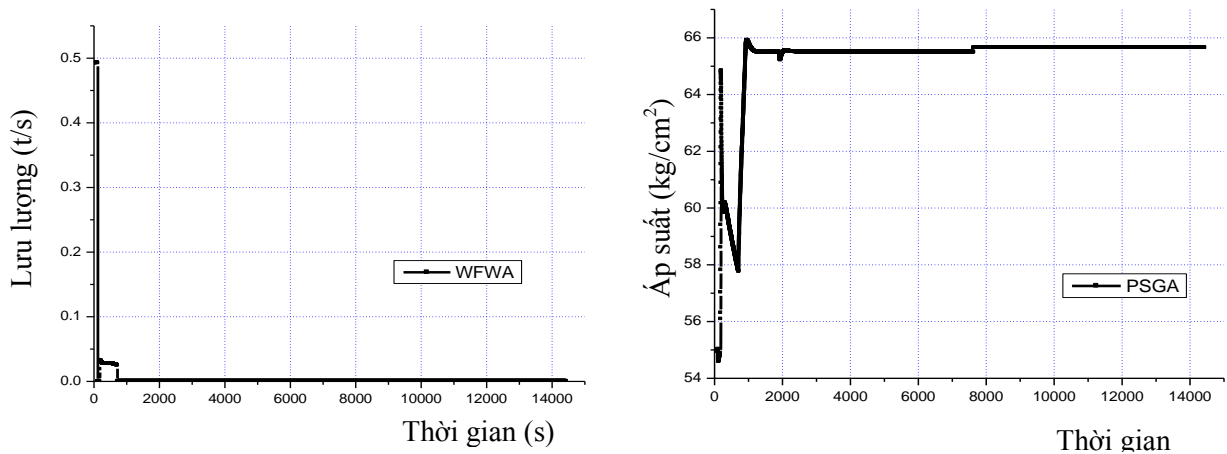 Lưu lượng (t/s)
0.5
0.4
0.3
0.2
0.1
0.0
0 2000 4000 6000 8000 10000 12000 14000
WFWA
Thời gian (s)
Áp suất (kg/cm²)
66
64
62
60
58
56
54
0 2000 4000 6000 8000 10000 12000 14000
PSGA
Thời gian